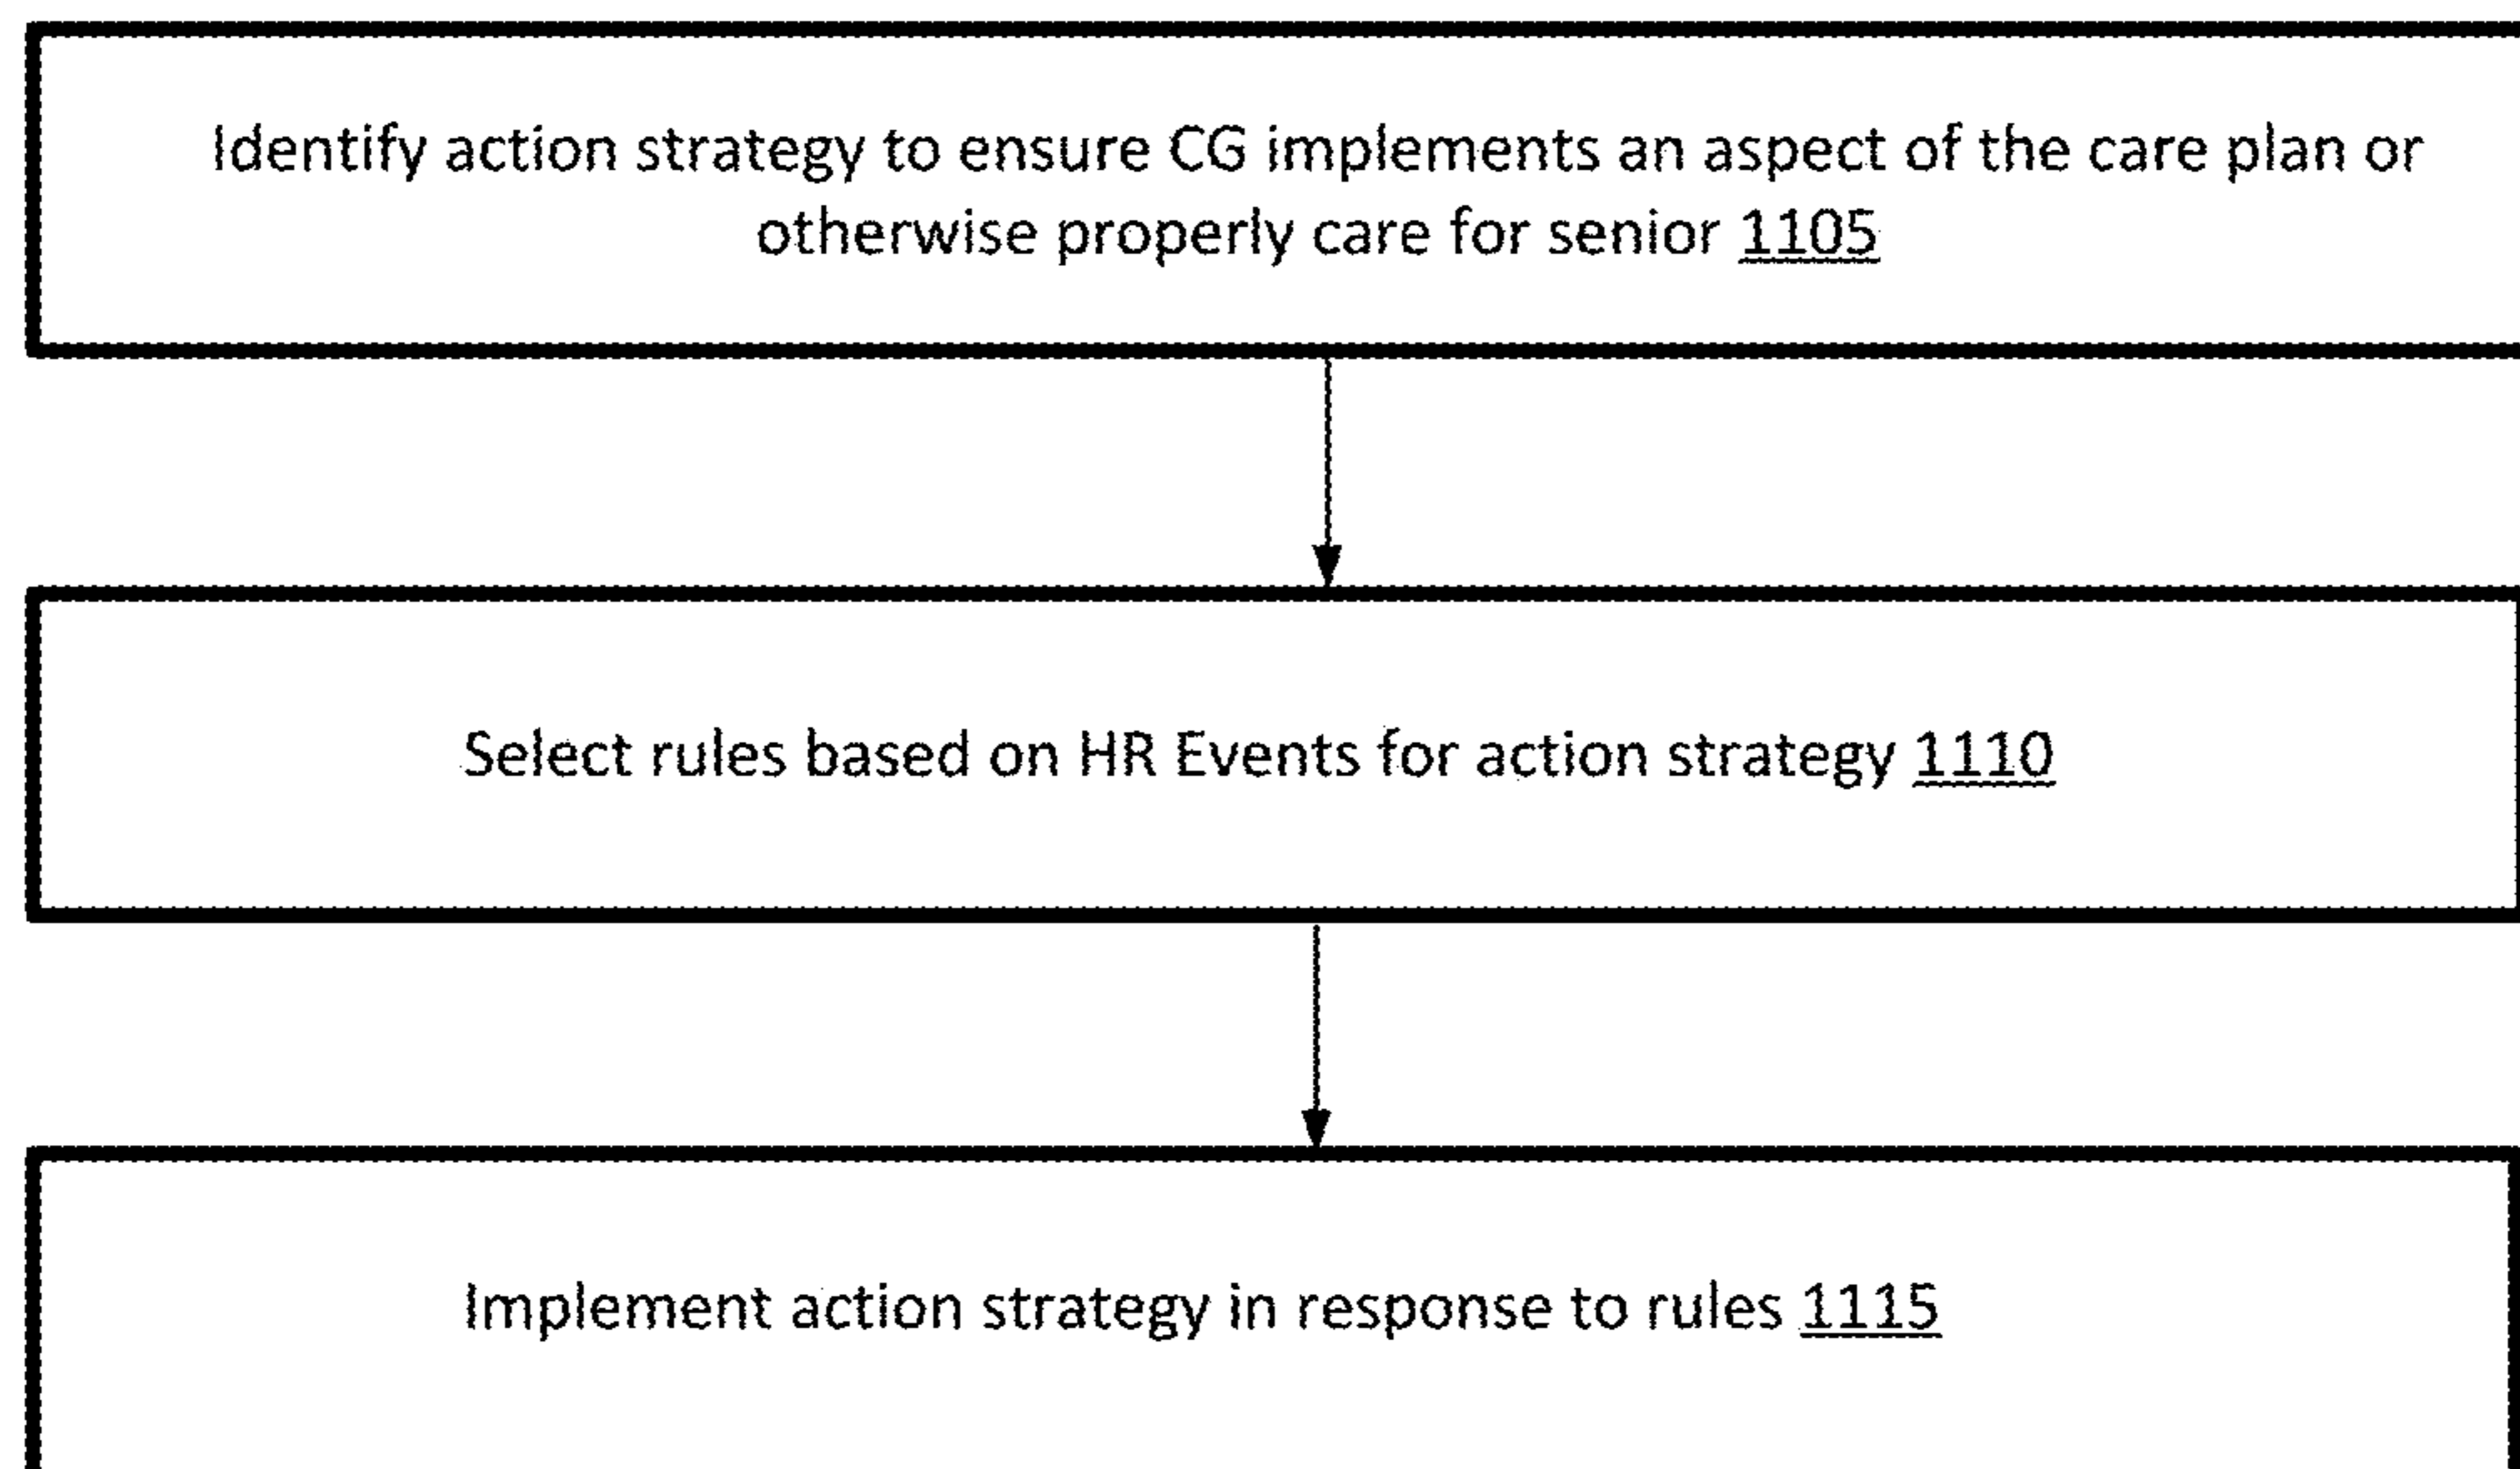 Identify action strategy to ensure CG implements an aspect of the care plan or
otherwise properly care for senior 1105
Select rules based on HR Events for action strategy 1110
Implement action strategy in response to rules 1115